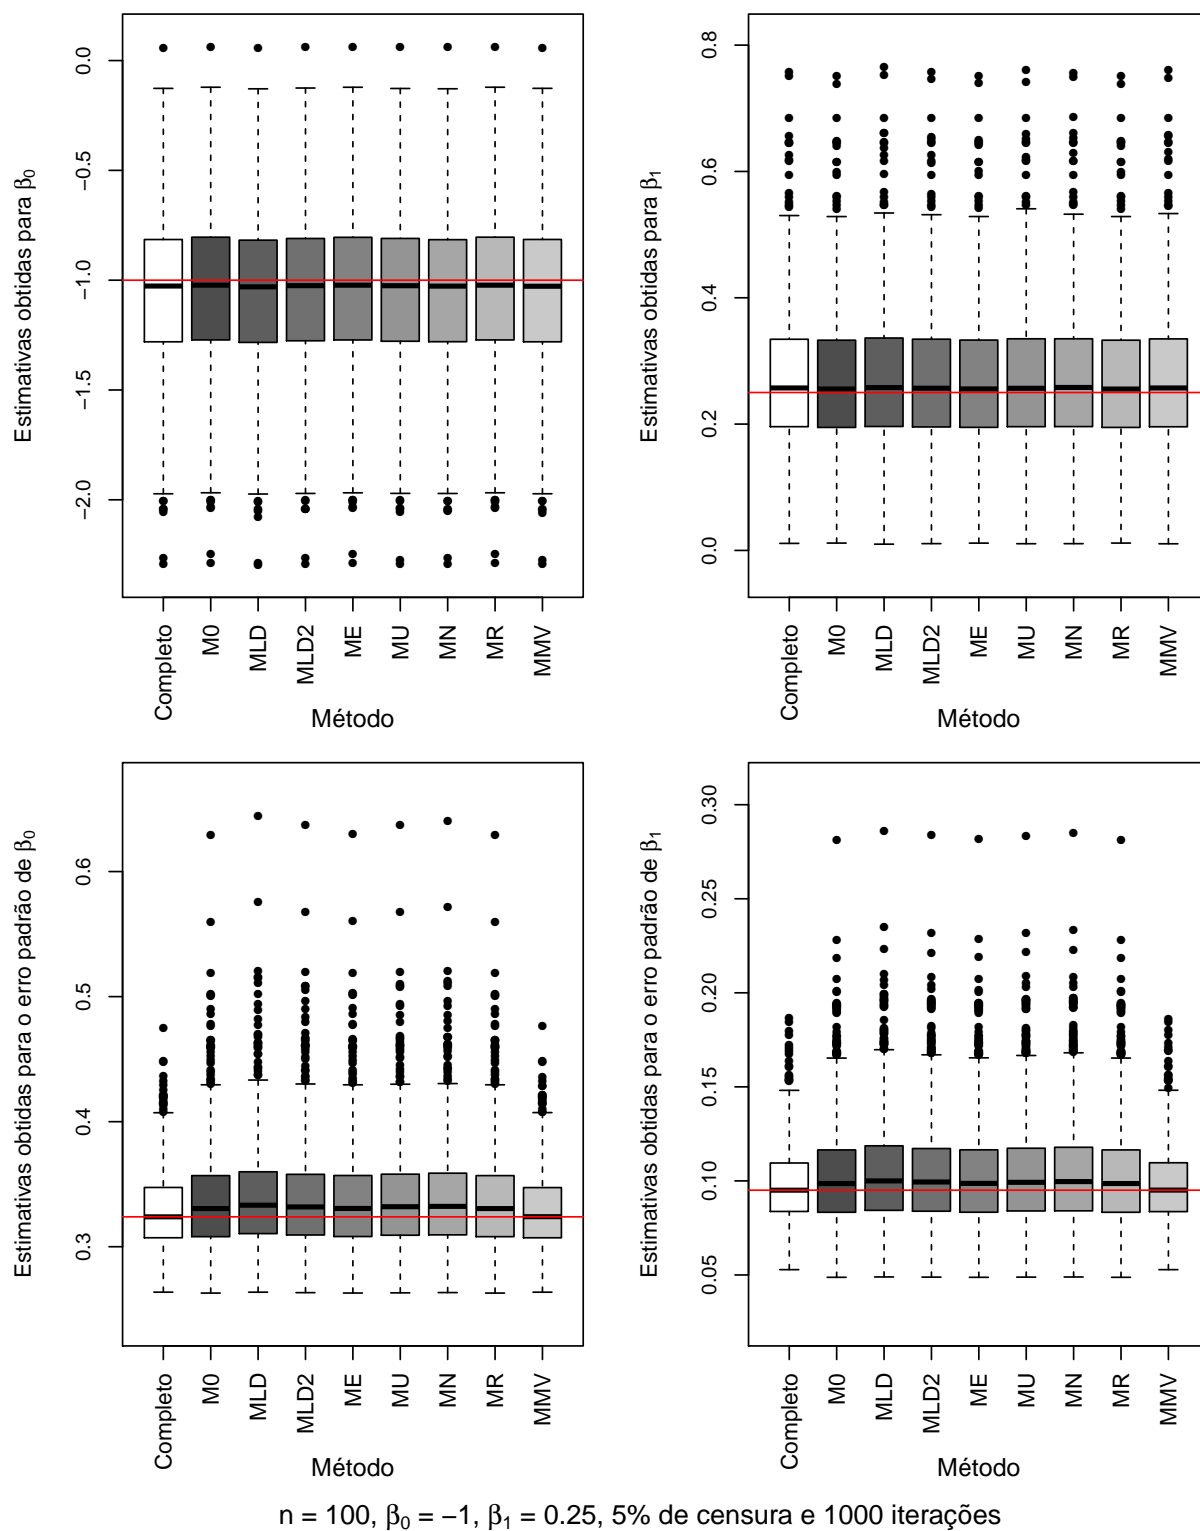 Estimativas obtidas para β₀
0.0
−0.5
−1.0
−1.5
−2.0
Completo
M0
MLD
MLD2
ME
MU
MN
MR
MMV
Método
Estimativas obtidas para β₁
0.8
0.6
0.4
0.2
0.0
Completo
M0
MLD
MLD2
ME
MU
MN
MR
MMV
Método
Estimativas obtidas para o erro padrão de β₀
0.6
0.5
0.4
0.3
Completo
M0
MLD
MLD2
ME
MU
MN
MR
MMV
Método
Estimativas obtidas para o erro padrão de β₁
0.30
0.25
0.20
0.15
0.10
0.05
Completo
M0
MLD
MLD2
ME
MU
MN
MR
MMV
Método
n = 100, β₀ = −1, β₁ = 0.25, 5% de censura e 1000 iterações